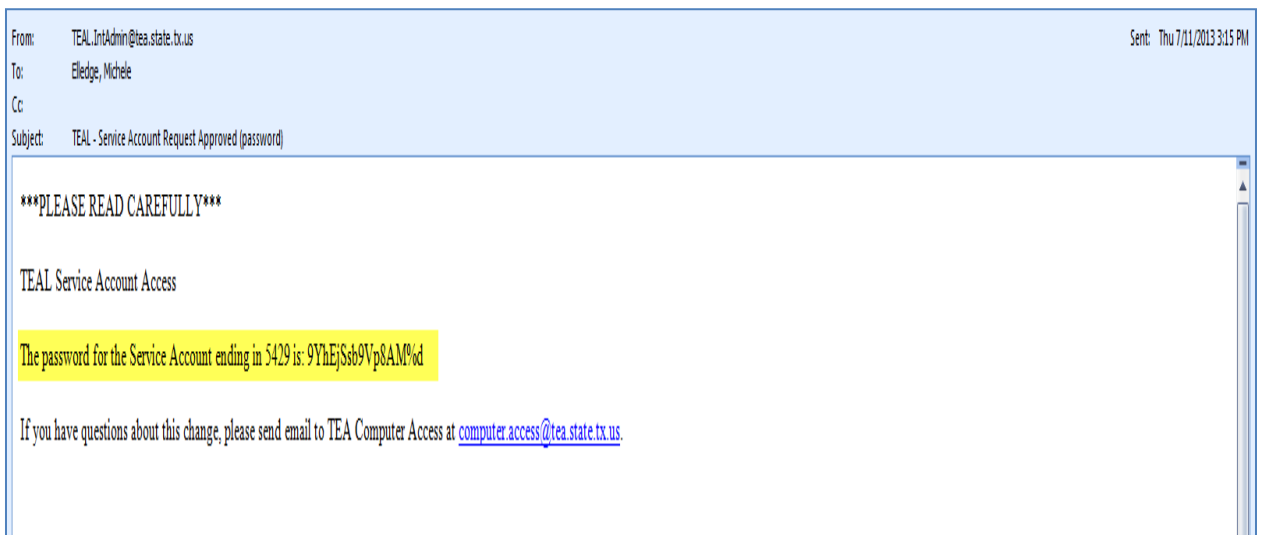 From: TEAL.IntAdmin@tea.state.tx.us Sent: Thu 7/11/2013 3:15 PM
To: Elledge, Michele
Cc:
Subject: TEAL - Service Account Request Approved (password)
***PLEASE READ CAREFULLY***
TEAL Service Account Access
The password for the Service Account ending in 5429 is: 9YhEjSsb9Vp8AM%d
If you have questions about this change, please send email to TEA Computer Access at computer.access@tea.state.tx.us.